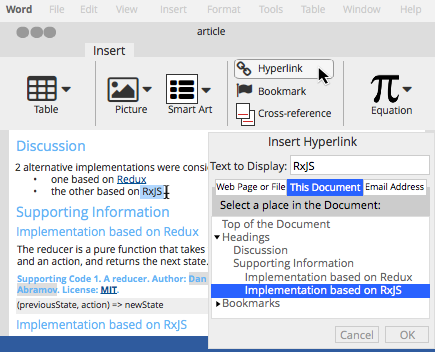 Word File Edit View Insert Format Tools Table Window Help
article
Insert
Hyperlink
Bookmark
Cross-reference
Table
Picture
Smart Art
Equation
Discussion
2 alternative implementations were consi
• one based on Redux
• the other based on RxJS
Supporting Information
Implementation based on Redux
The reducer is a pure function that takes
and an action, and returns the next state.
Supporting Code 1. A reducer. Author: Dan
Abramov. License: MIT.
(previousState, action) => newState
Implementation based on RxJS
Insert Hyperlink
Text to Display: RxJS
Web Page or File This Document Email Address
Select a place in the Document:
Top of the Document
Headings
Discussion
Supporting Information
Implementation based on Redux
Implementation based on RxJS
Bookmarks
Cancel OK